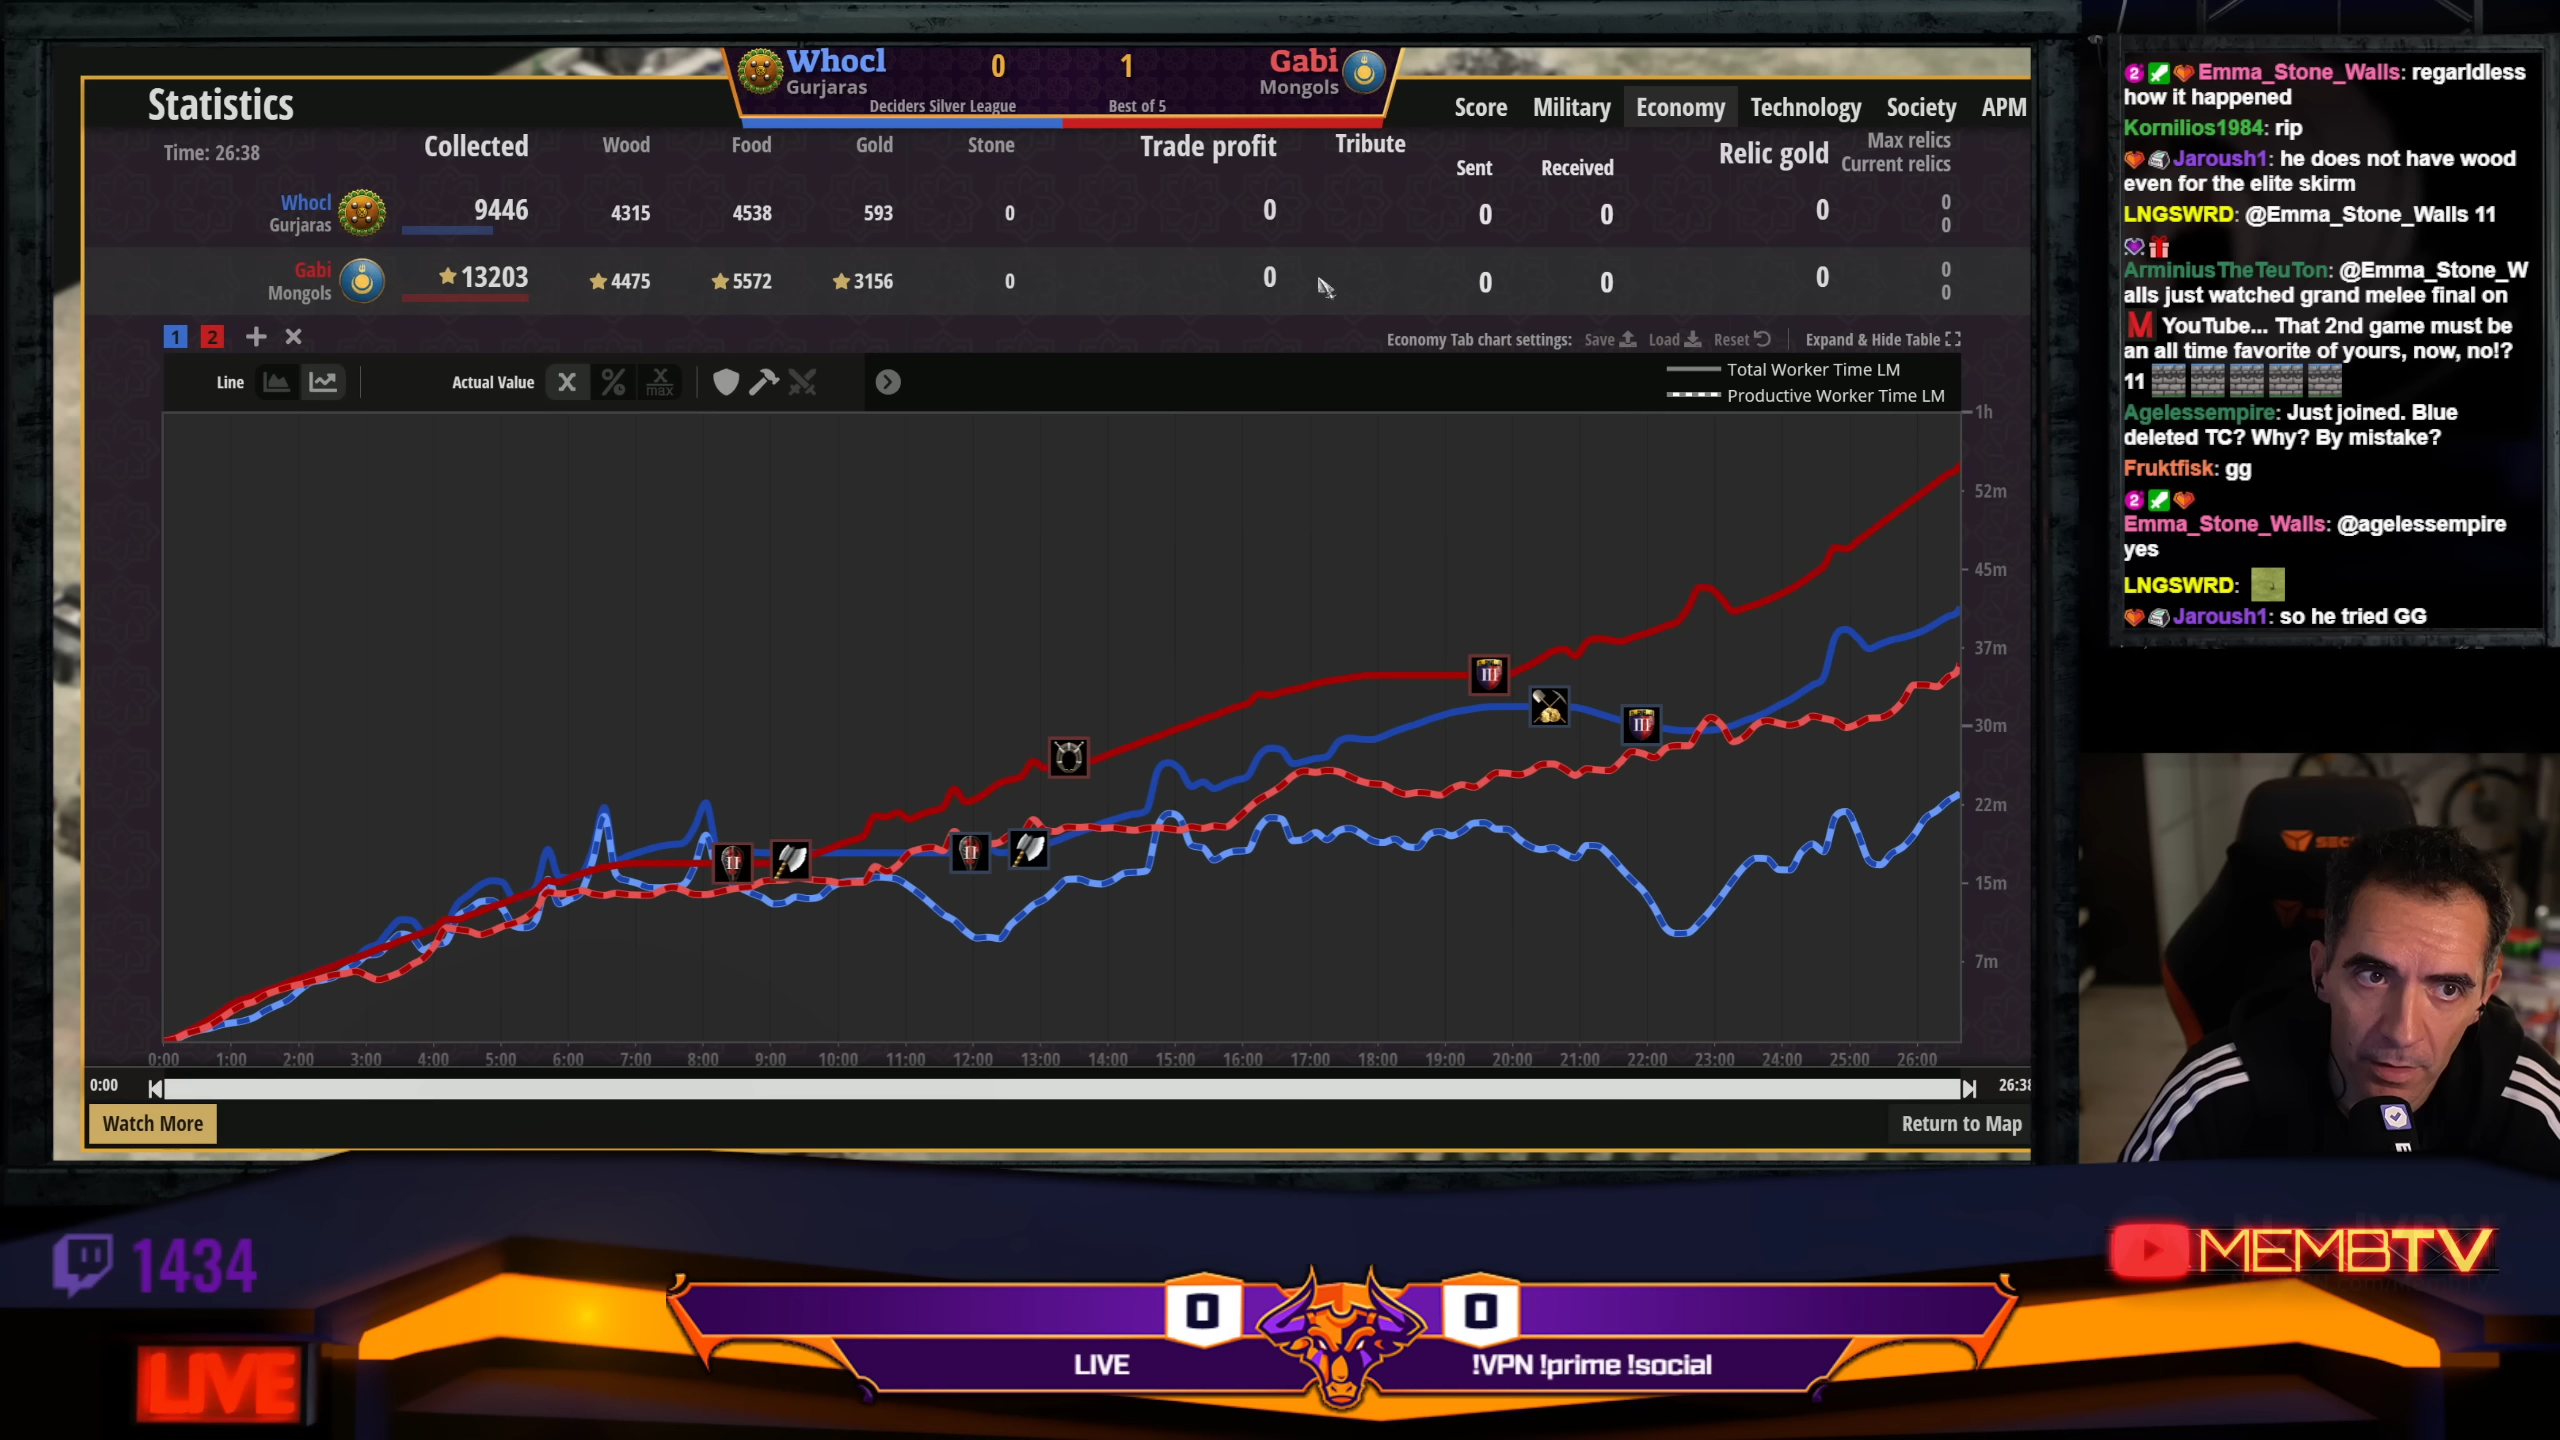 Whocl 0 1 Gabi
Gurjaras Mongols
Deciders Silver League Best of 5
Statistics
Score Military Economy Technology Society APM
Time: 26:38
Collected Wood Food Gold Stone Trade profit Tribute Relic gold Max relics
Sent Received Current relics
Whocl
Gurjaras
9446 4315 4538 593 0 0 0 0 0 0
0
Gabi
Mongols
13203 4475 5572 3156 0 0 0 0 0 0
0
1 2
Economy Tab chart settings: Save Load Reset Expand & Hide Table
Line Actual Value X % X max
Total Worker Time LM
Productive Worker Time LM
1h
52m
45m
37m
30m
22m
15m
7m
III
III
II
II
0:00 1:00 2:00 3:00 4:00 5:00 6:00 7:00 8:00 9:00 10:00 11:00 12:00 13:00 14:00 15:00 16:00 17:00 18:00 19:00 20:00 21:00 22:00 23:00 24:00 25:00 26:00
0:00 26:38
Watch More Return to Map
2 Emma_Stone_Walls: regarldless
how it happened
Kornilios1984: rip
Jaroush1: he does not have wood
even for the elite skirm
LNGSWRD: @Emma_Stone_Walls 11
ArminiusTheTeuTon: @Emma_Stone_W
alls just watched grand melee final on
M YouTube... That 2nd game must be
an all time favorite of yours, now, no!?
11
Agelessempire: Just joined. Blue
deleted TC? Why? By mistake?
Fruktfisk: gg
2
Emma_Stone_Walls: @agelessempire
yes
LNGSWRD:
Jaroush1: so he tried GG
1434
LIVE
0 0
LIVE !VPN !prime !social
MEMBTV